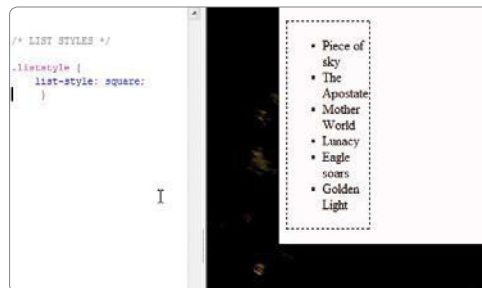 /* LIST STYLES */
.liststyle {
list-style: square;
}
Piece of
sky
The
Apostate
Mother
World
Lunacy
Eagle
soars
Golden
Light